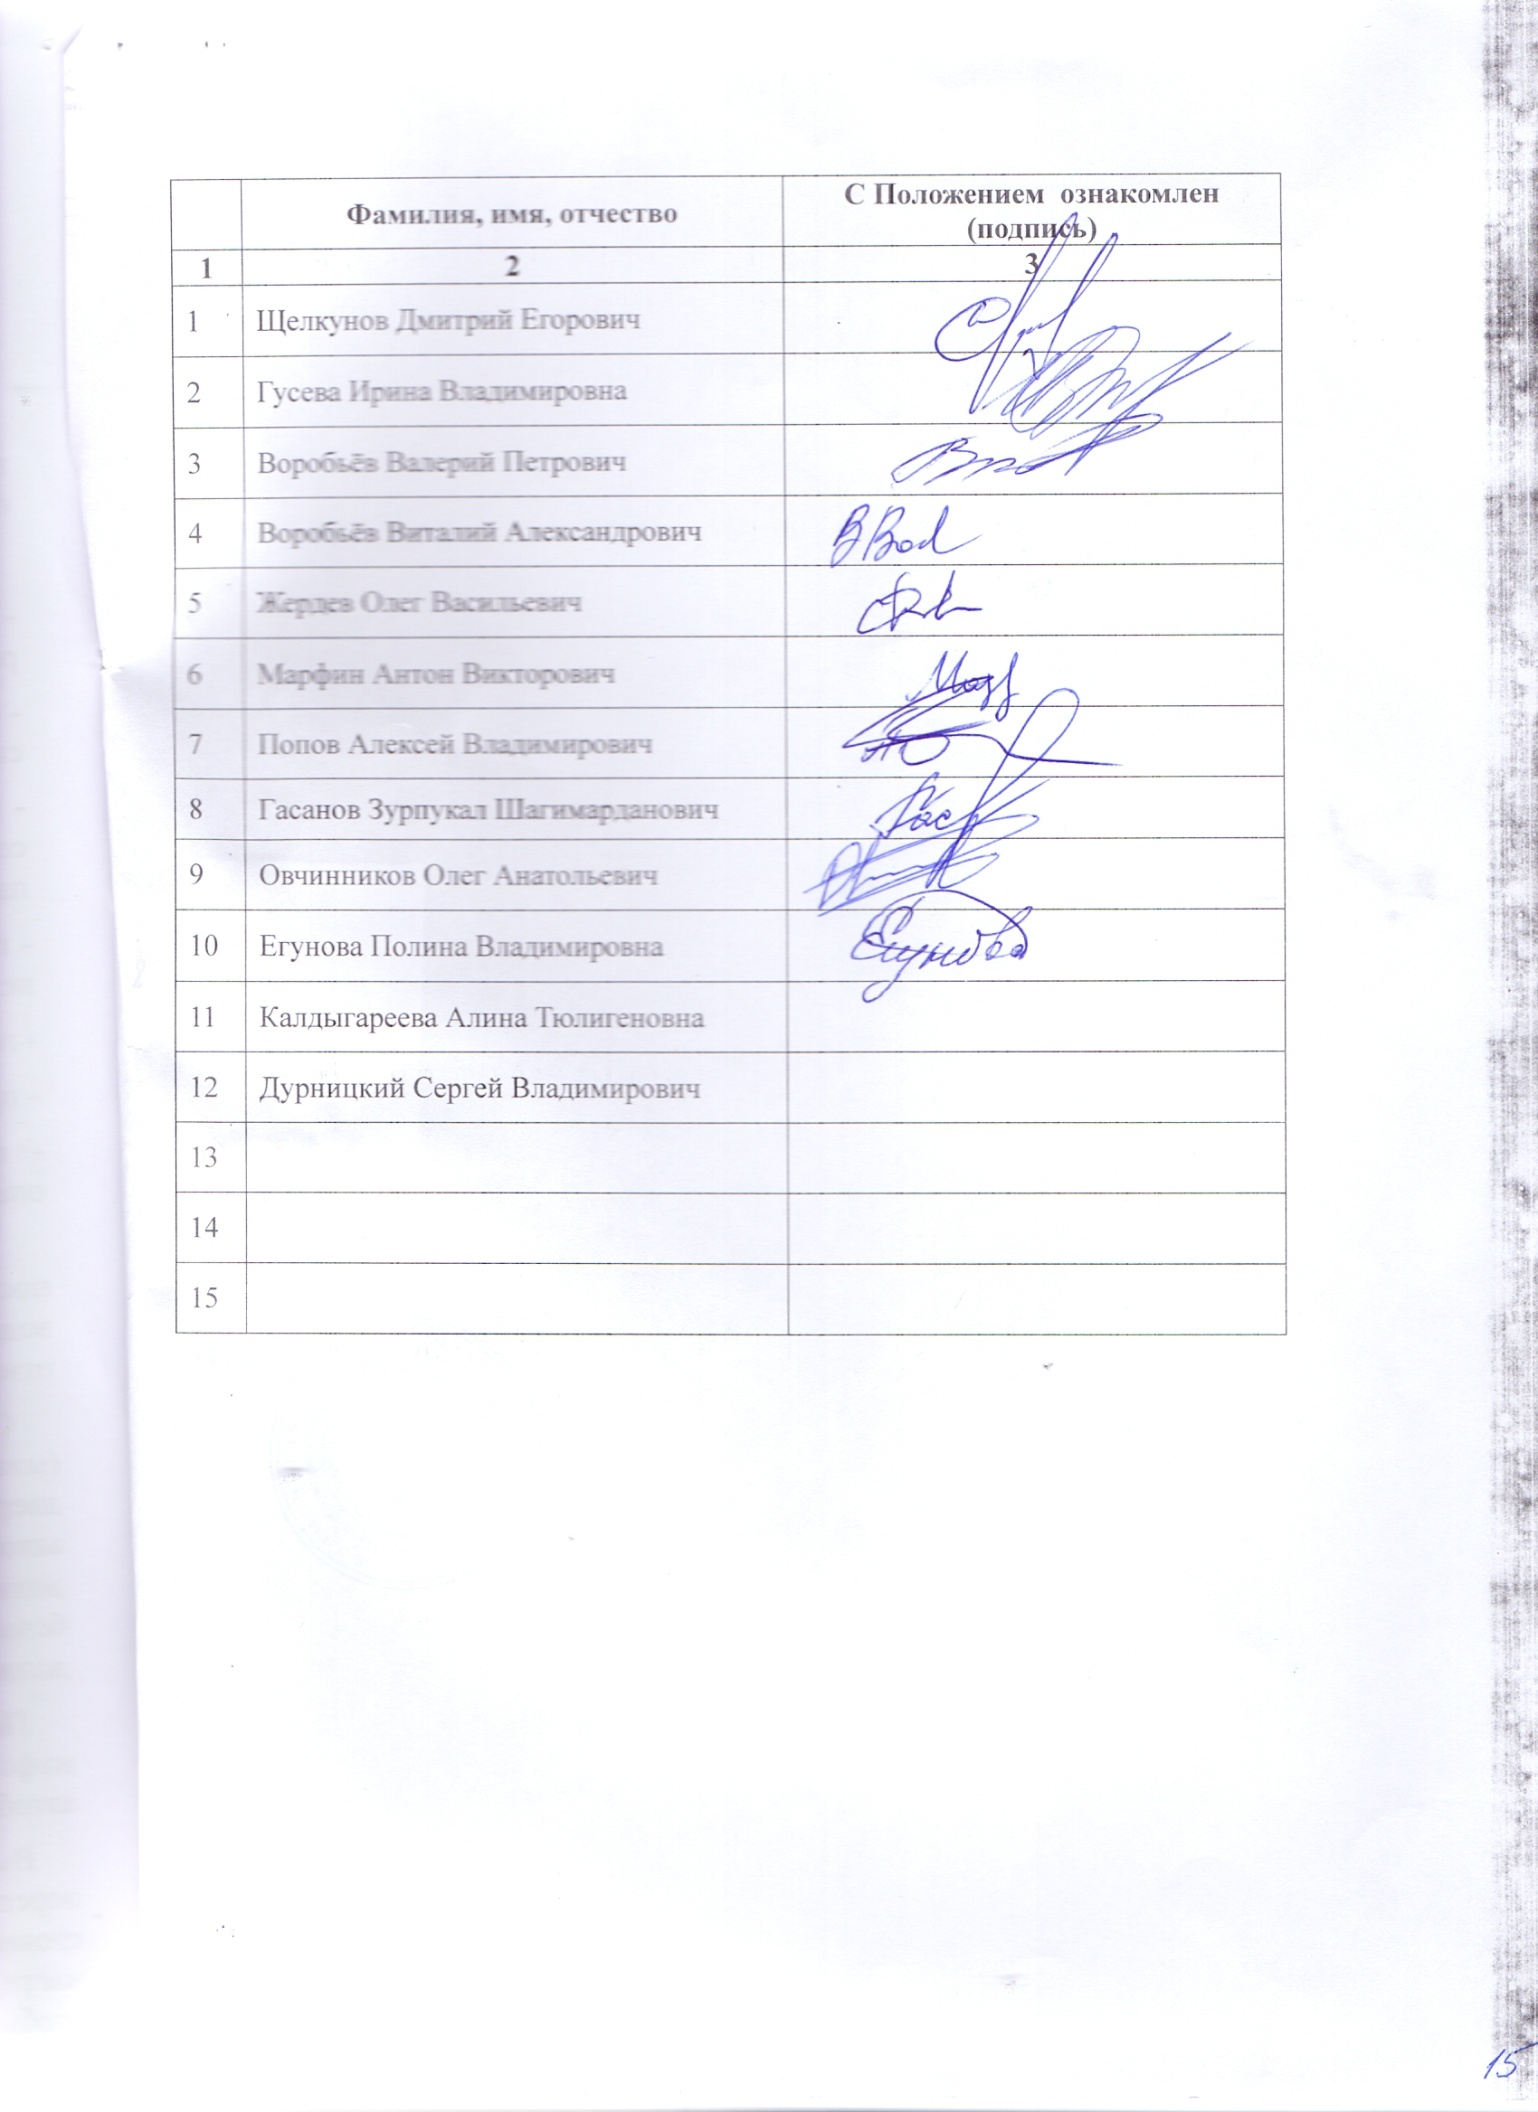 Фамилия, имя, отчество
С Положением ознакомлен
(подпись)
1 2 3
1 Щелкунов Дмитрий Егорович
2 Гусева Ирина Владимировна
3 Воробьёв Валерий Петрович
4 Воробьёв Виталий Александрович
5 Жердев Олег Васильевич
6 Марфин Антон Викторович
7 Попов Алексей Владимирович
8 Гасанов Зурпукал Шагимарданович
9 Овчинников Олег Анатольевич
10 Егунова Полина Владимировна Егунова
11 Калдыгареева Алина Тюлигеновна
12 Дурницкий Сергей Владимирович
13
14
15
15